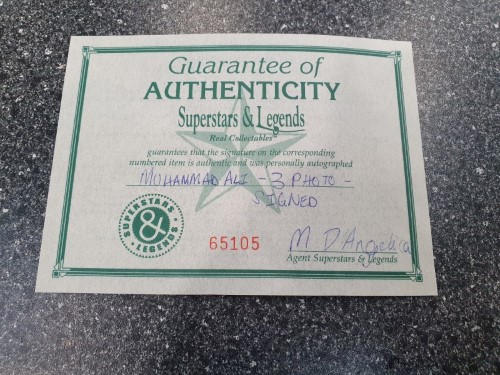 Guarantee of
AUTHENTICITY
Superstars & Legends
Real Collectables
guarantees that the signature on the corresponding
numbered item is authentic and was personally autographed
MUHAMMAD ALI - 3 PHOTO -
SIGNED
SUPERSTARS
&
LEGENDS
65105
M D'Angelica
Agent Superstars & Legends